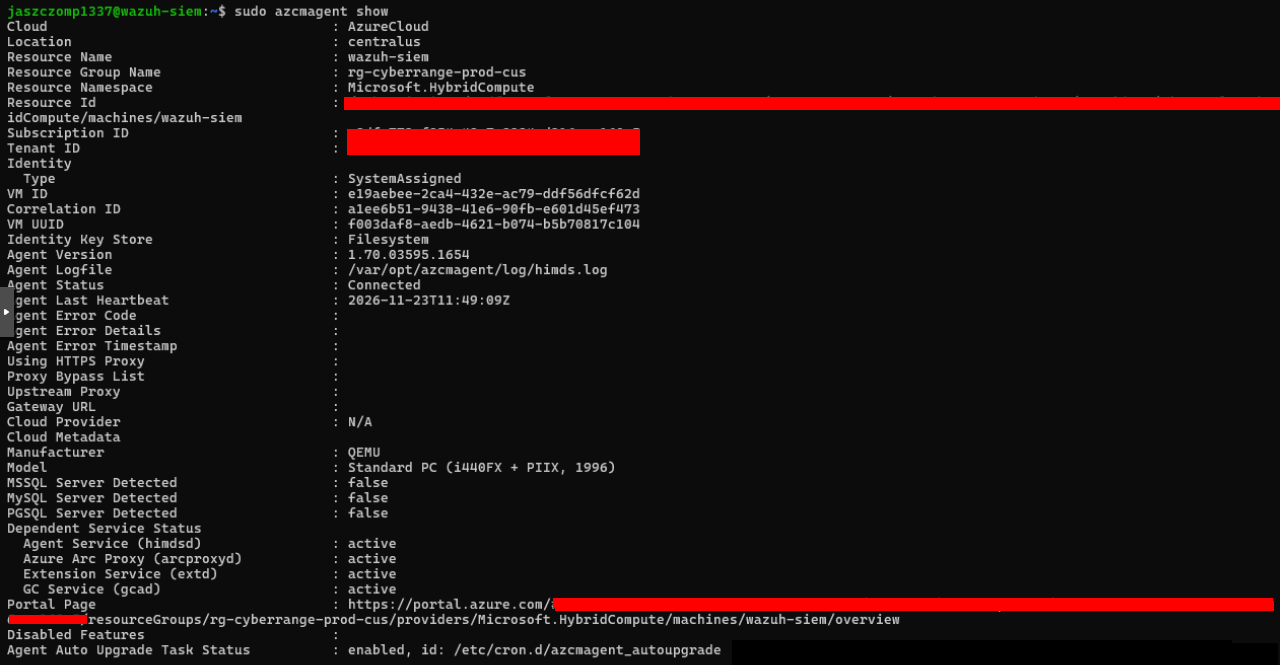 jaszczomp1337@wazuh-siem:~$ sudo azcmagent show
Cloud : AzureCloud
Location : centralus
Resource Name : wazuh-siem
Resource Group Name : rg-cyberrange-prod-cus
Resource Namespace : Microsoft.HybridCompute
Resource Id :
idCompute/machines/wazuh-siem
Subscription ID :
Tenant ID :
Identity
Type : SystemAssigned
VM ID : e19aebee-2ca4-432e-ac79-ddf56dfcf62d
Correlation ID : a1ee6b51-9438-41e6-90fb-e601d45ef473
VM UUID : f003daf8-aedb-4621-b074-b5b70817c104
Identity Key Store : Filesystem
Agent Version : 1.70.03595.1654
Agent Logfile : /var/opt/azcmagent/log/himds.log
Agent Status : Connected
gent Last Heartbeat : 2026-11-23T11:49:09Z
gent Error Code :
gent Error Details :
Agent Error Timestamp :
Using HTTPS Proxy :
Proxy Bypass List :
Upstream Proxy :
Gateway URL :
Cloud Provider : N/A
Cloud Metadata
Manufacturer : QEMU
Model : Standard PC (i440FX + PIIX, 1996)
MSSQL Server Detected : false
MySQL Server Detected : false
PGSQL Server Detected : false
Dependent Service Status
Agent Service (himdsd) : active
Azure Arc Proxy (arcproxyd) : active
Extension Service (extd) : active
GC Service (gcad) : active
Portal Page : https://portal.azure.com/
/resourceGroups/rg-cyberrange-prod-cus/providers/Microsoft.HybridCompute/machines/wazuh-siem/overview
Disabled Features :
Agent Auto Upgrade Task Status : enabled, id: /etc/cron.d/azcmagent_autoupgrade